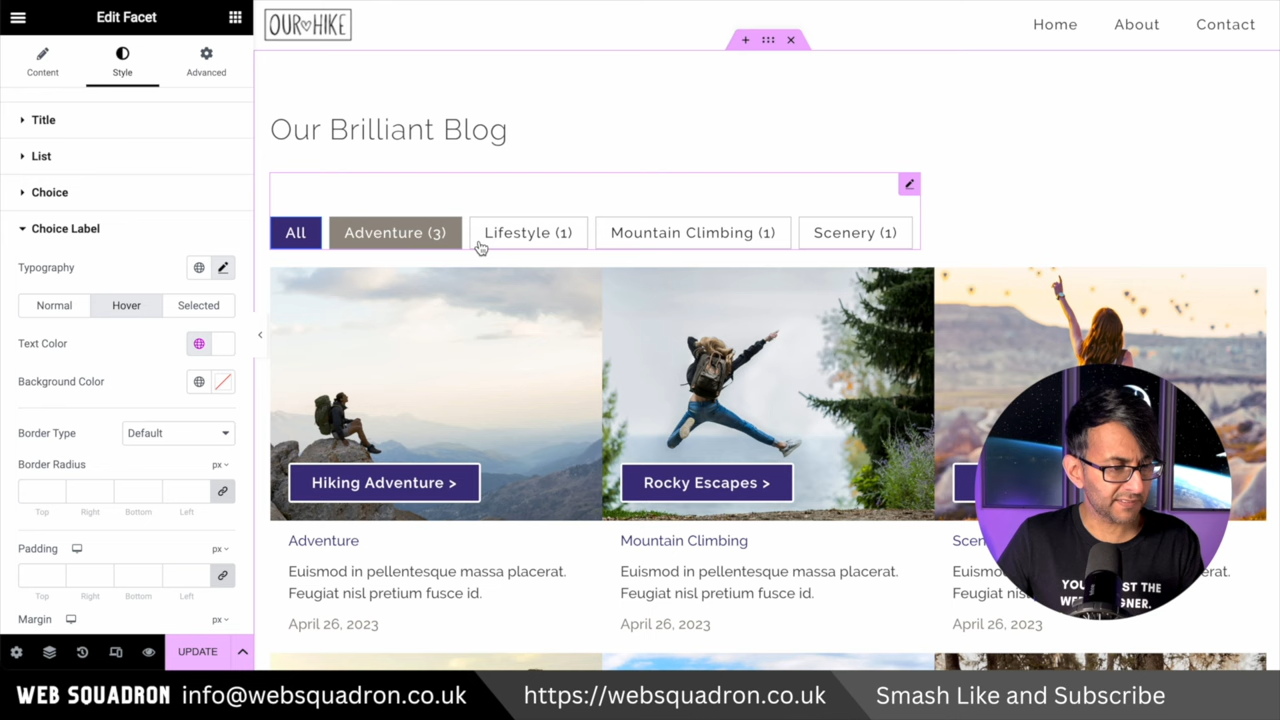 Edit Facet
OUR HIKE
Home About Contact
Content Style Advanced
Title
List
Choice
Choice Label
Typography
Normal Hover Selected
Text Color
Background Color
Border Type Default
Border Radius px
Top Right Bottom Left
Padding px
Top Right Bottom Left
Margin px
UPDATE
Our Brilliant Blog
All Adventure (3) Lifestyle (1) Mountain Climbing (1) Scenery (1)
Hiking Adventure > Rocky Escapes >
Adventure Mountain Climbing
Euismod in pellentesque massa placerat. Euismod in pellentesque massa placerat.
Feugiat nisl pretium fusce id. Feugiat nisl pretium fusce id.
April 26, 2023 April 26, 2023 April 26, 2023
WEB SQUADRON info@websquadron.co.uk https://websquadron.co.uk Smash Like and Subscribe